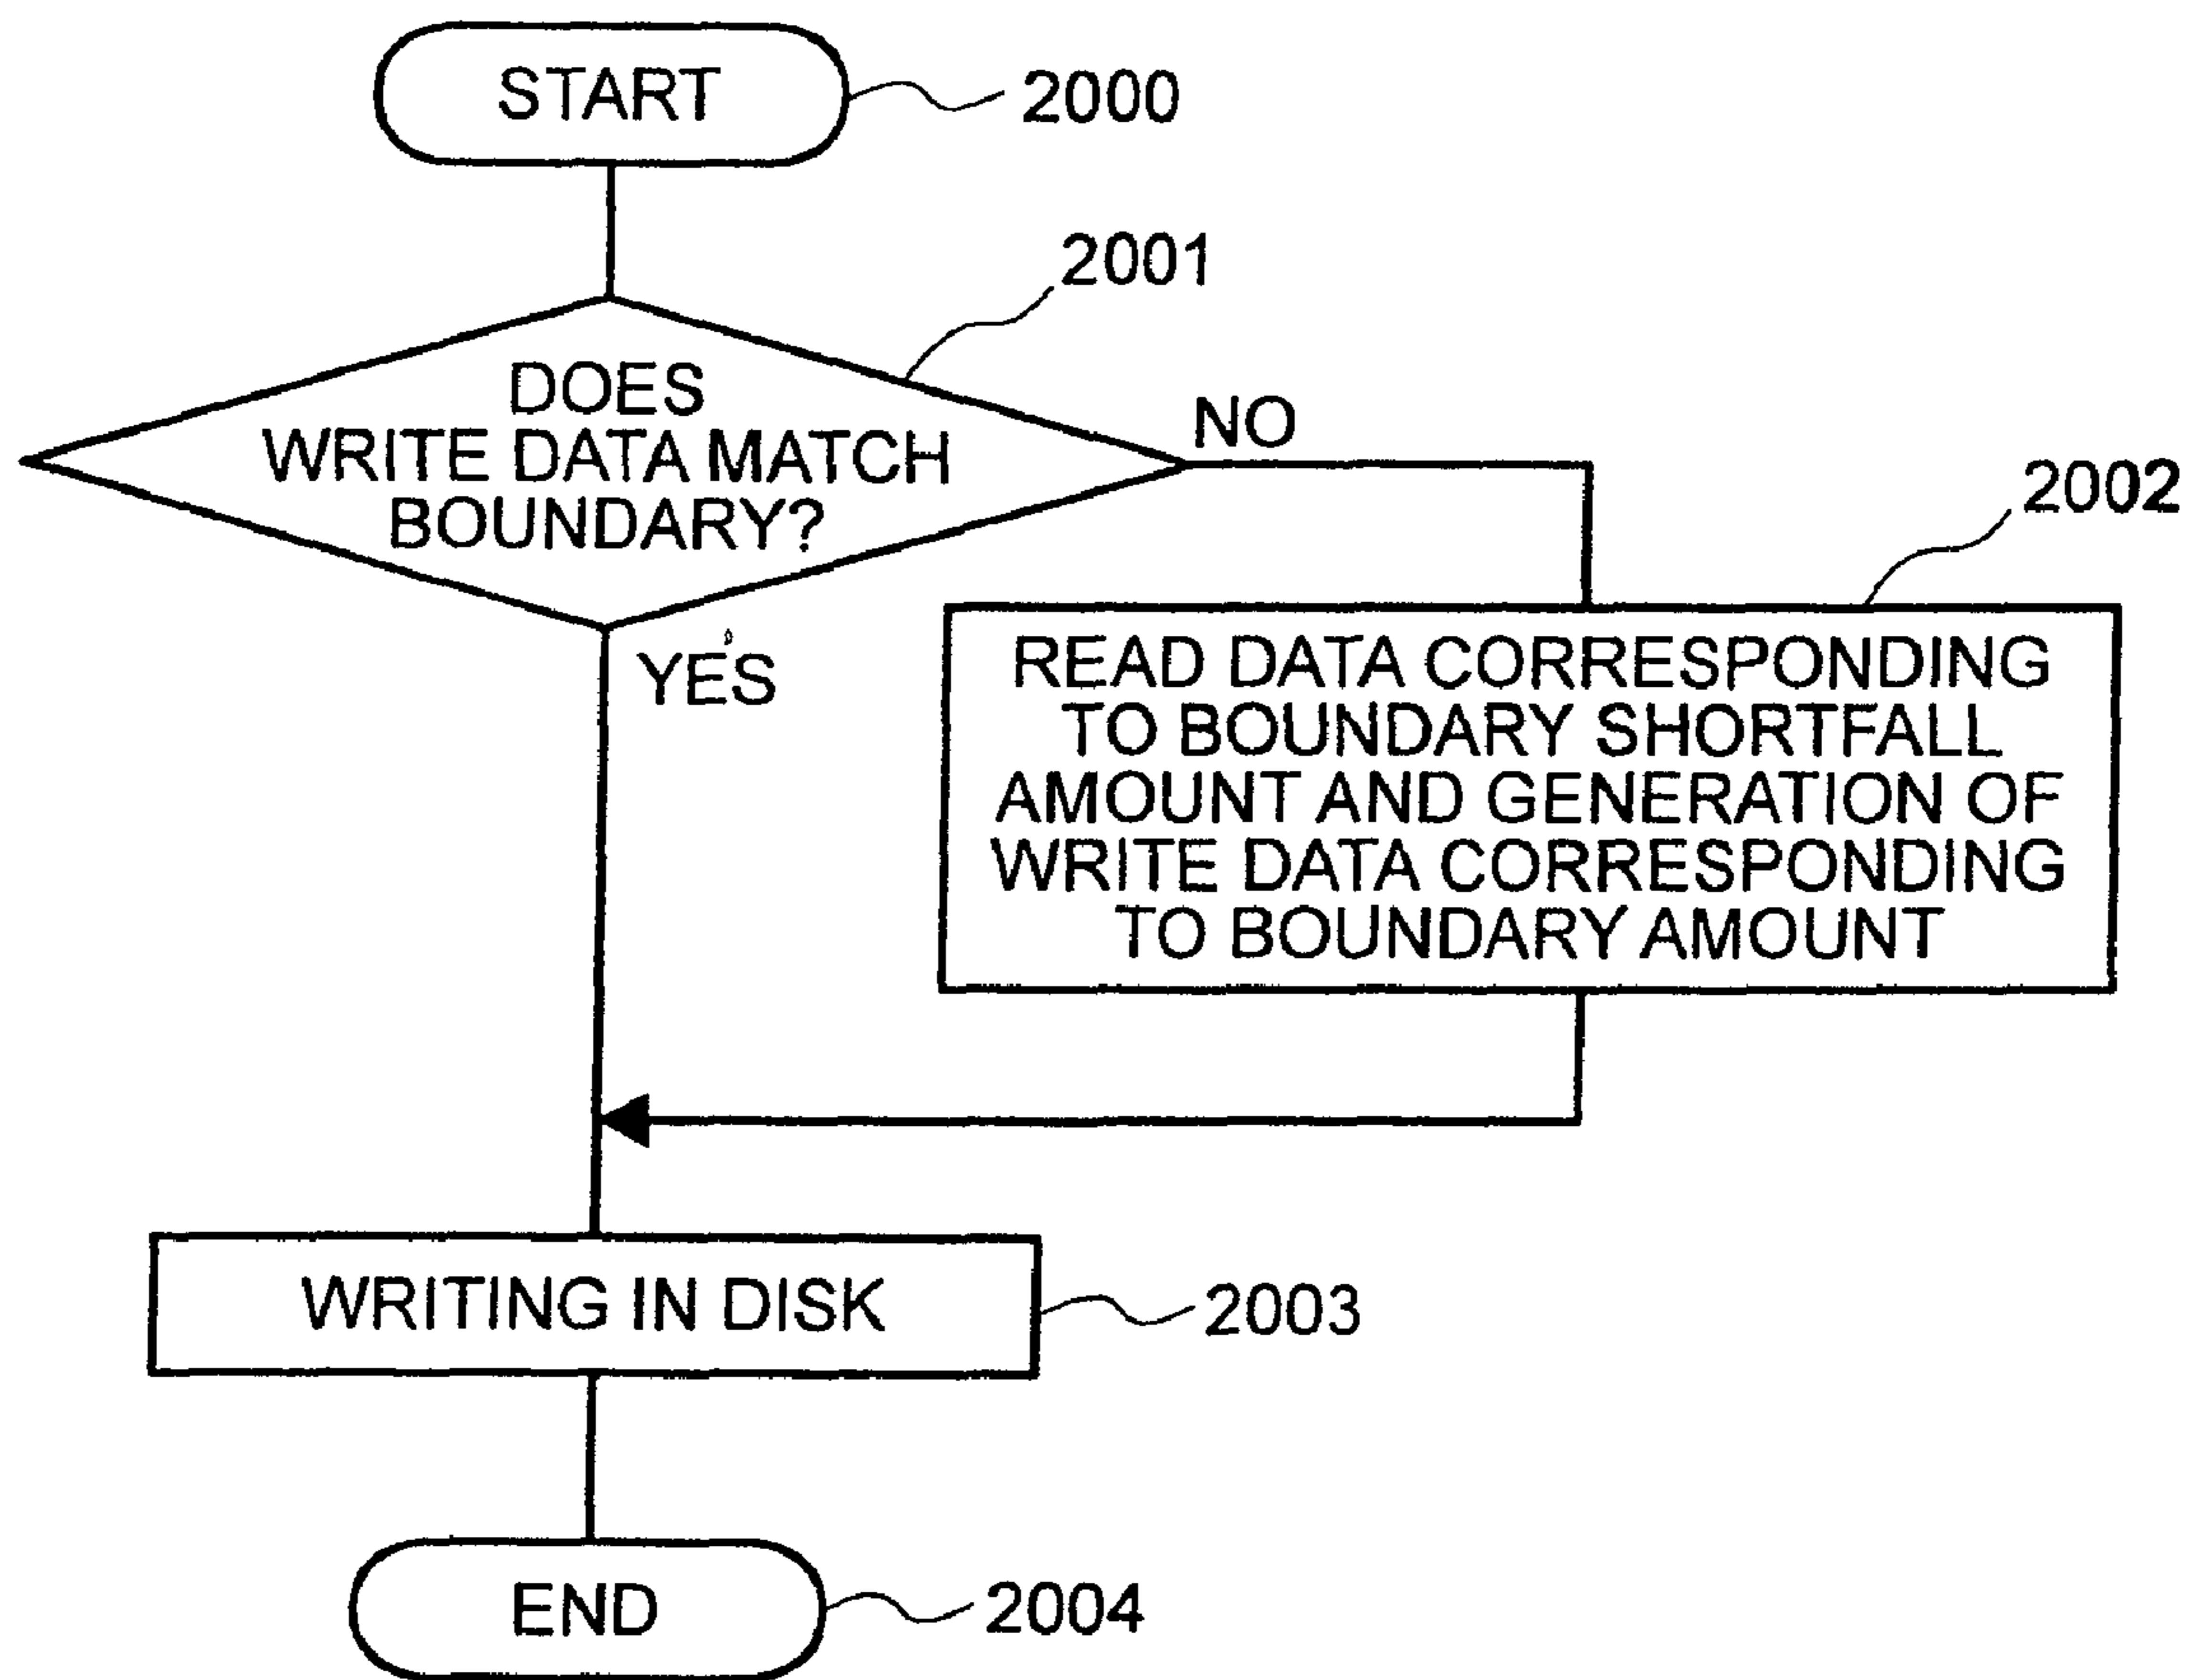 START
2000
2001
DOES
WRITE DATA MATCH
BOUNDARY?
NO
2002
YES
READ DATA CORRESPONDING
TO BOUNDARY SHORTFALL
AMOUNT AND GENERATION OF
WRITE DATA CORRESPONDING
TO BOUNDARY AMOUNT
WRITING IN DISK
2003
END
2004